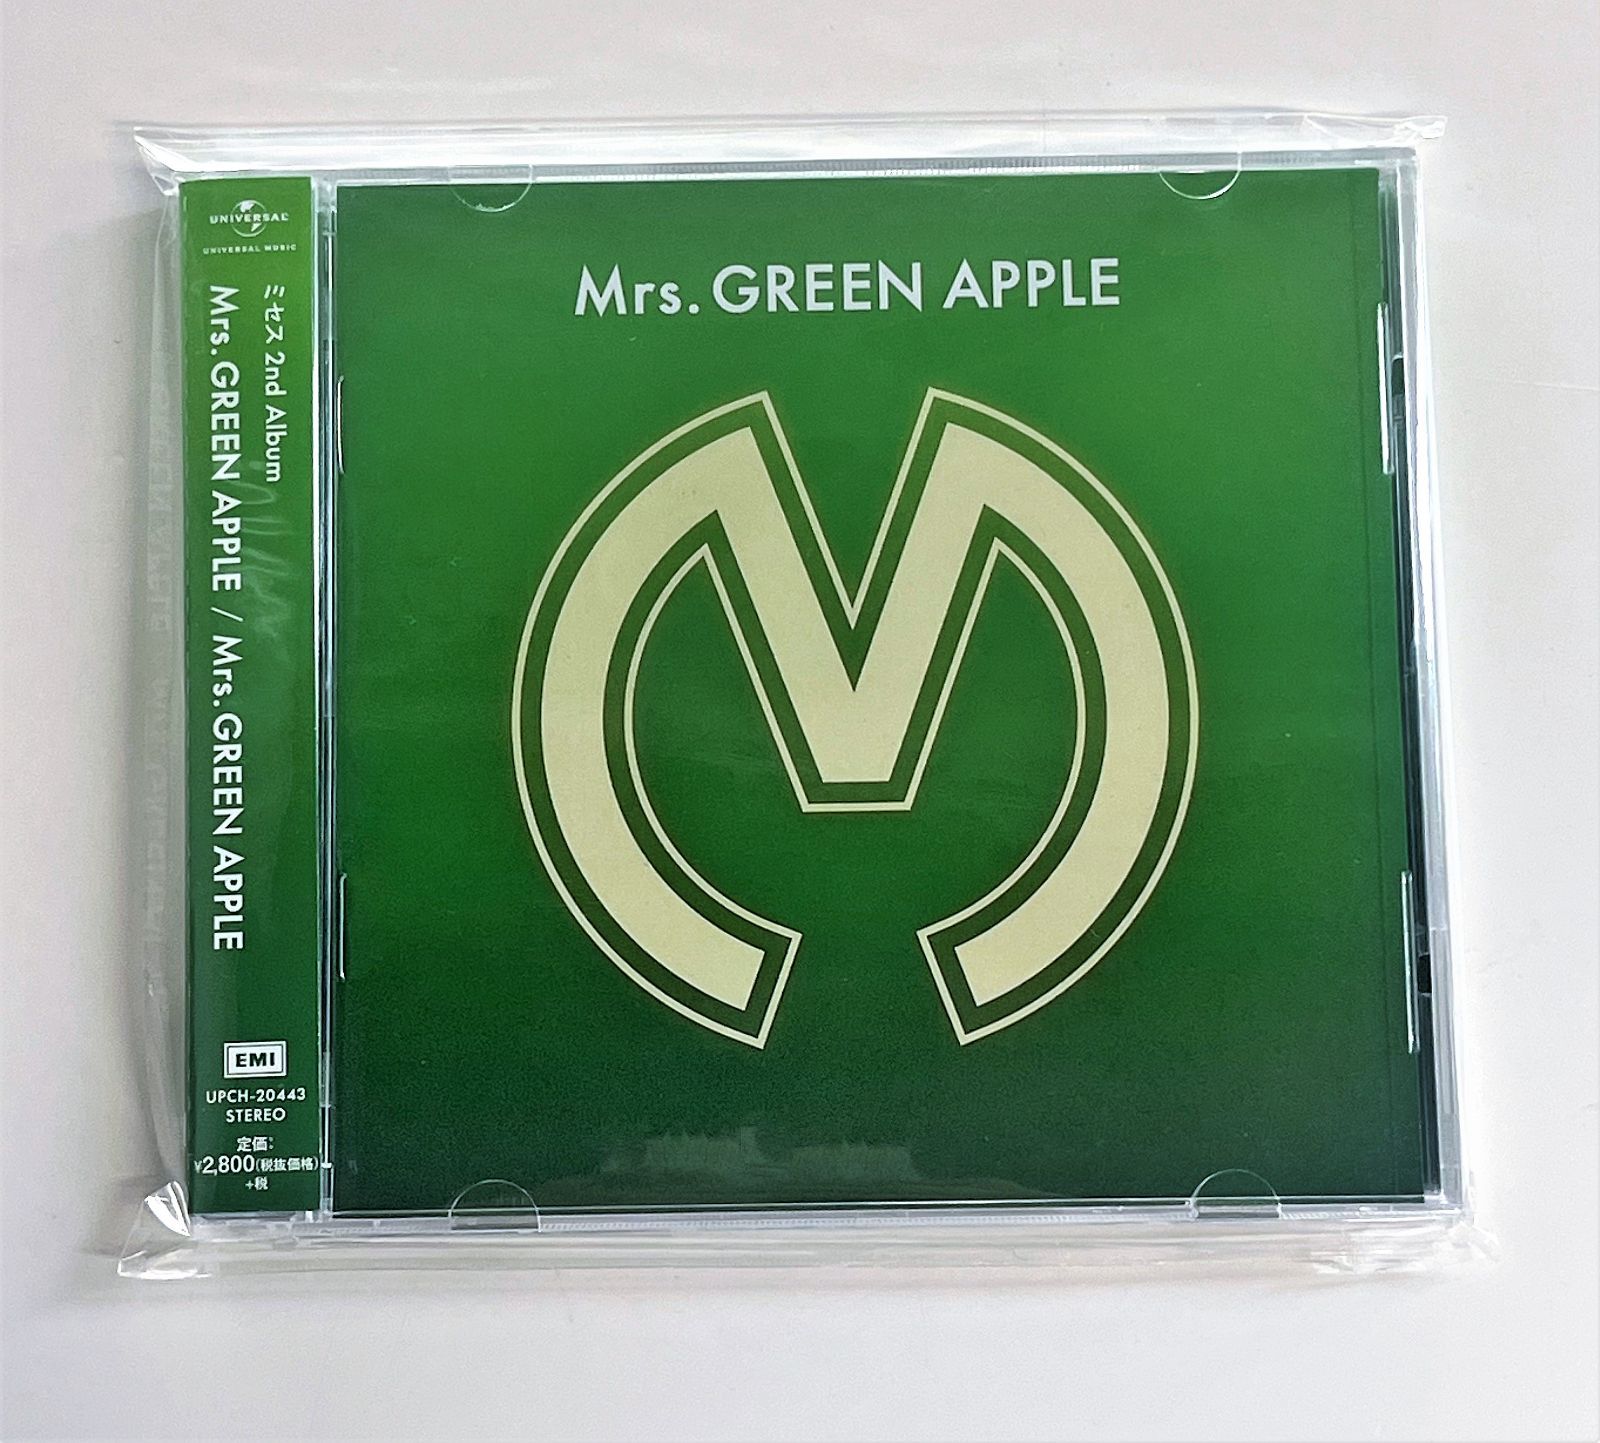 UNIVERSAL
UNIVERSAL MUSIC
ミセス 2nd Album
Mrs. GREEN APPLE / Mrs. GREEN APPLE
EMI
UPCH-20443
STEREO
定価:
¥2,800(税抜価格)
+税
Mrs. GREEN APPLE
M